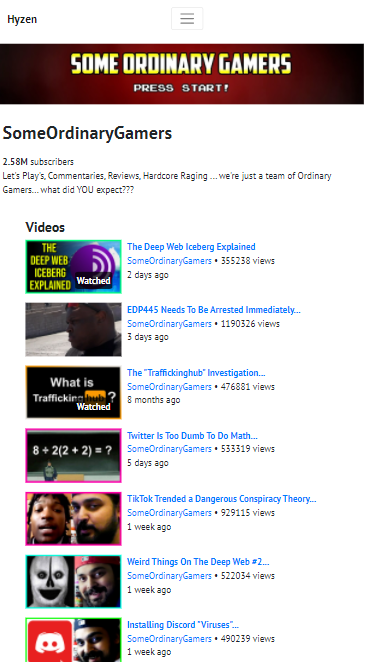 Hyzen
SOME ORDINARY GAMERS
PRESS START!
SomeOrdinaryGamers
2.58M subscribers
Let's Play's, Commentaries, Reviews, Hardcore Raging ... we're just a team of Ordinary
Gamers... what did YOU expect???
Videos
THE
DEEP WEB
ICEBERG
EXPLAINED
Watched
The Deep Web Iceberg Explained
SomeOrdinaryGamers • 355238 views
2 days ago
EDP445 Needs To Be Arrested Immediately...
SomeOrdinaryGamers • 1190326 views
3 days ago
What is
Traffickinghub?
Watched
The "Traffickinghub" Investigation...
SomeOrdinaryGamers • 476881 views
8 months ago
8 ÷ 2(2 + 2) = ?
Twitter Is Too Dumb To Do Math...
SomeOrdinaryGamers • 533319 views
5 days ago
TikTok Trended a Dangerous Conspiracy Theory...
SomeOrdinaryGamers • 929115 views
1 week ago
Weird Things On The Deep Web #2...
SomeOrdinaryGamers • 522034 views
1 week ago
Installing Discord "Viruses"...
SomeOrdinaryGamers • 490239 views
1 week ago